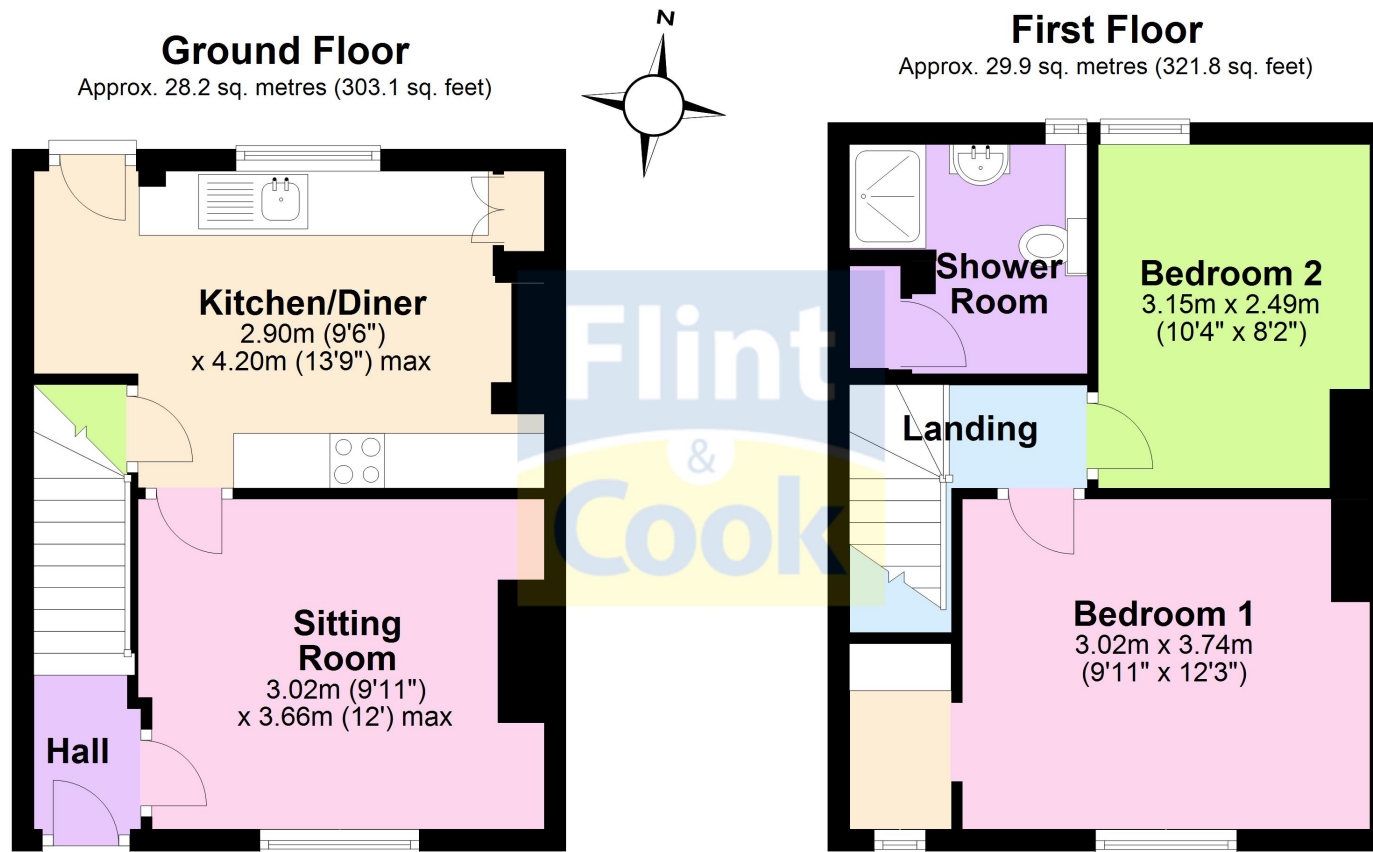 Ground Floor
Approx. 28.2 sq. metres (303.1 sq. feet)
N
First Floor
Approx. 29.9 sq. metres (321.8 sq. feet)
Kitchen/Diner
2.90m (9'6")
x 4.20m (13'9") max
Sitting
Room
3.02m (9'11")
x 3.66m (12') max
Hall
Flint
&
Cook
Shower
Room
Bedroom 2
3.15m x 2.49m
(10'4" x 8'2")
Landing
Bedroom 1
3.02m x 3.74m
(9'11" x 12'3")